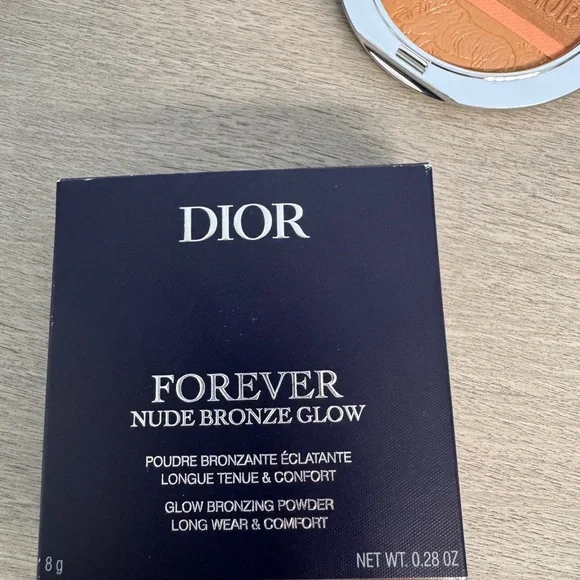 DIOR
DIOR
FOREVER
NUDE BRONZE GLOW
POUDRE BRONZANTE ÉCLATANTE
LONGUE TENUE & CONFORT
GLOW BRONZING POWDER
LONG WEAR & COMFORT
8 g NET WT. 0.28 OZ